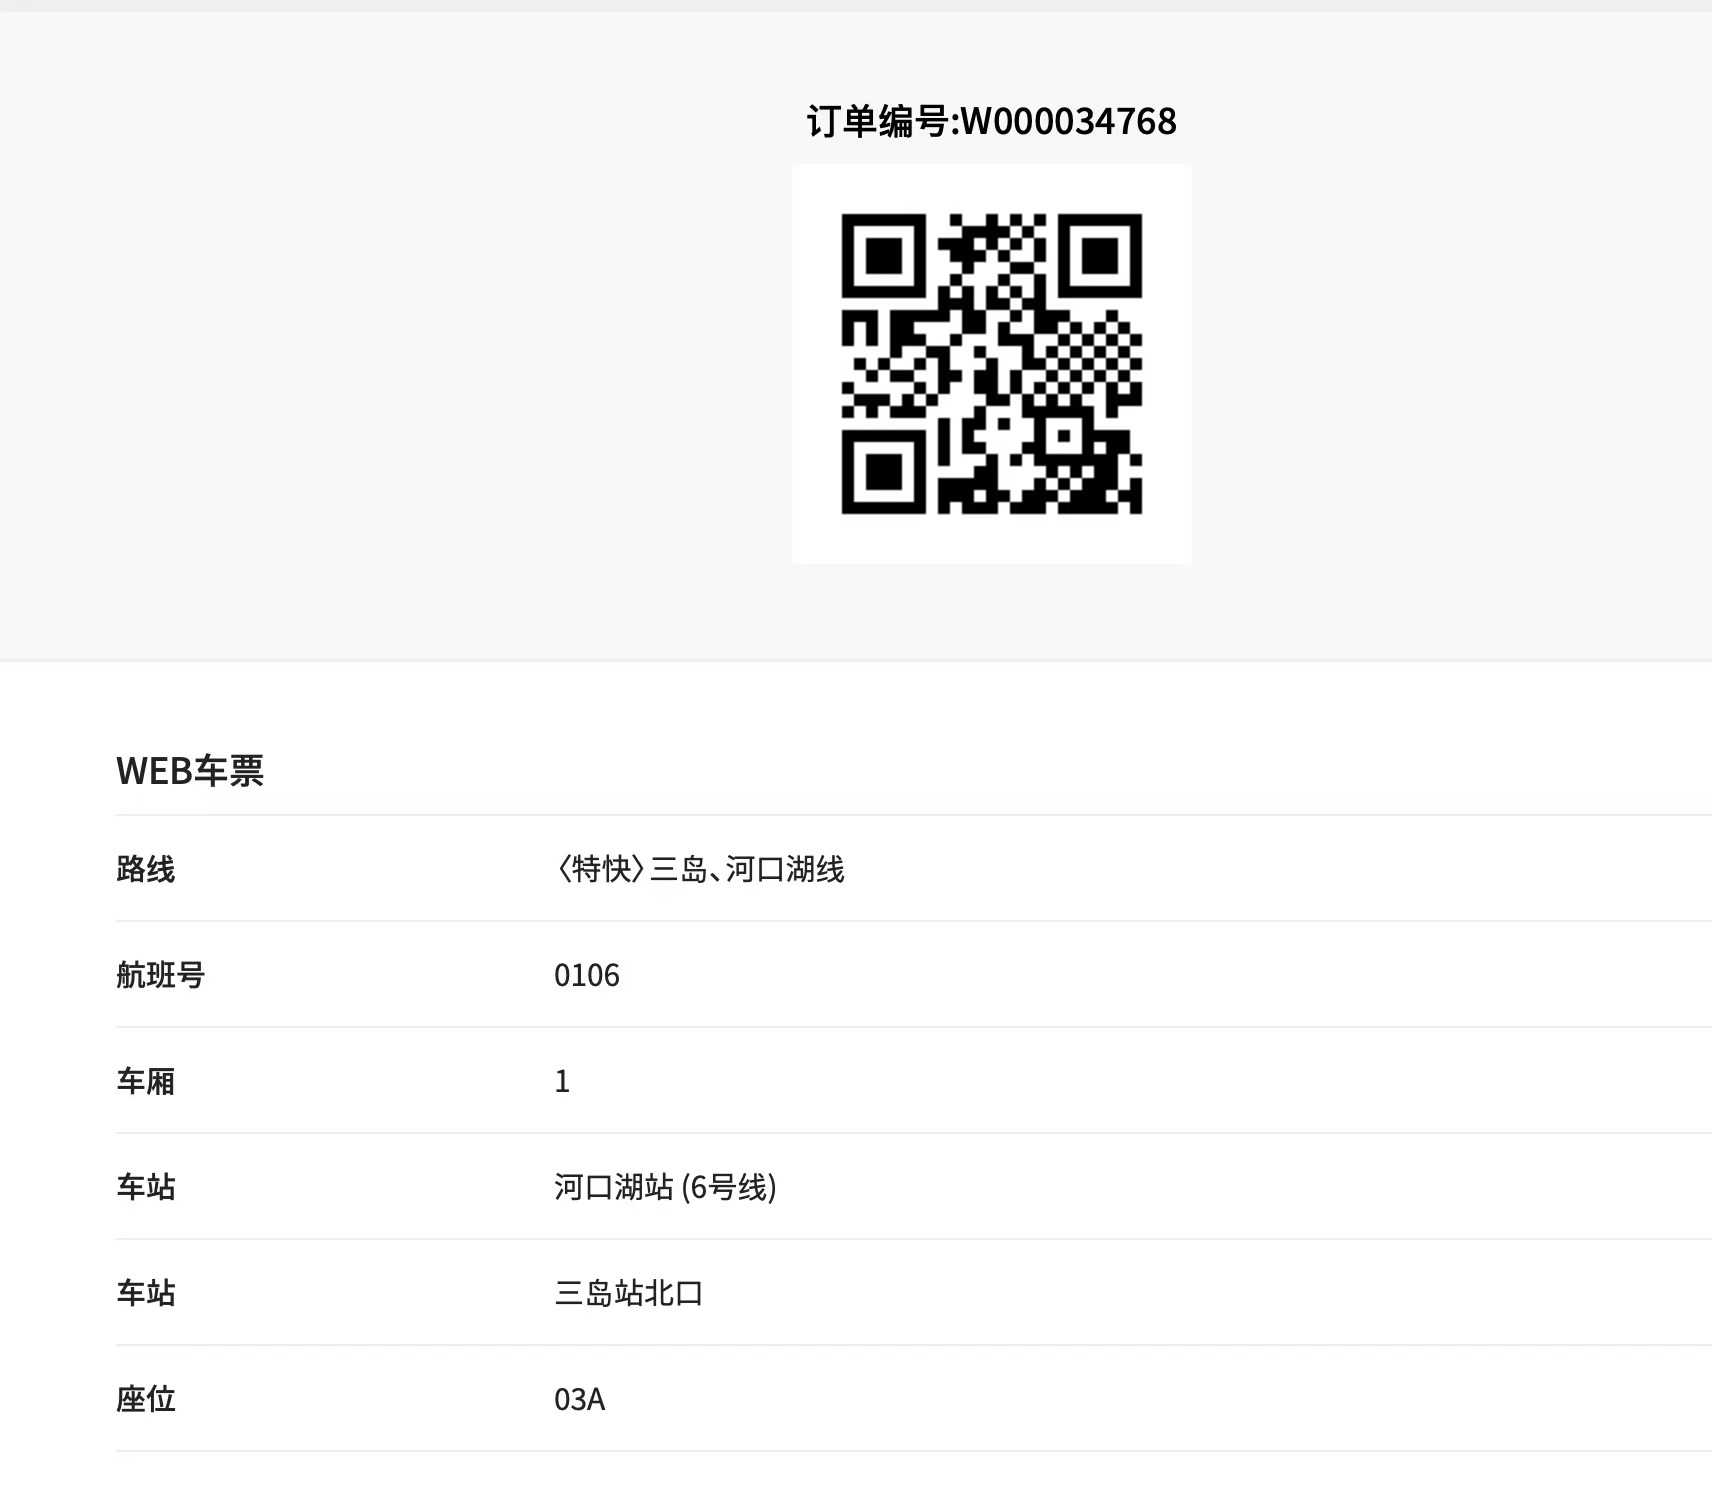 订单编号:W000034768
WEB车票
路线 〈特快〉三岛、河口湖线
航班号 0106
车厢 1
车站 河口湖站 (6号线)
车站 三岛站北口
座位 03A